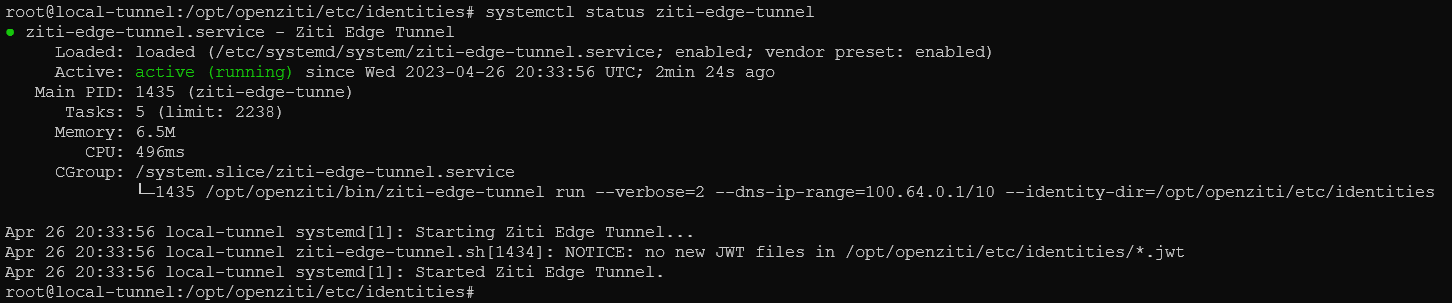 root@local-tunnel:/opt/openziti/etc/identities# systemctl status ziti-edge-tunnel
● ziti-edge-tunnel.service - Ziti Edge Tunnel
     Loaded: loaded (/etc/systemd/system/ziti-edge-tunnel.service; enabled; vendor preset: enabled)
     Active: active (running) since Wed 2023-04-26 20:33:56 UTC; 2min 24s ago
   Main PID: 1435 (ziti-edge-tunne)
      Tasks: 5 (limit: 2238)
     Memory: 6.5M
        CPU: 496ms
     CGroup: /system.slice/ziti-edge-tunnel.service
             └─1435 /opt/openziti/bin/ziti-edge-tunnel run --verbose=2 --dns-ip-range=100.64.0.1/10 --identity-dir=/opt/openziti/etc/identities

Apr 26 20:33:56 local-tunnel systemd[1]: Starting Ziti Edge Tunnel...
Apr 26 20:33:56 local-tunnel ziti-edge-tunnel.sh[1434]: NOTICE: no new JWT files in /opt/openziti/etc/identities/*.jwt
Apr 26 20:33:56 local-tunnel systemd[1]: Started Ziti Edge Tunnel.
root@local-tunnel:/opt/openziti/etc/identities#